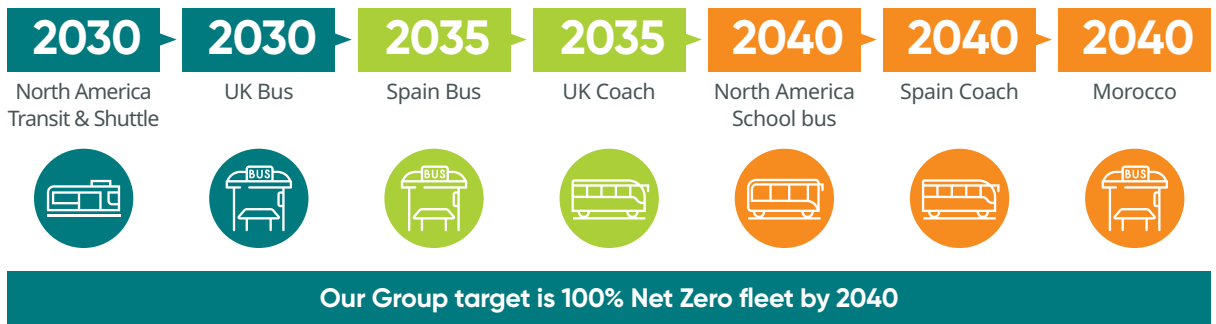 2030 2030 2035 2035 2040 2040 2040
North America
Transit & Shuttle
UK Bus
Spain Bus
UK Coach
North America
School bus
Spain Coach
Morocco
BUS
BUS
BUS
Our Group target is 100% Net Zero fleet by 2040